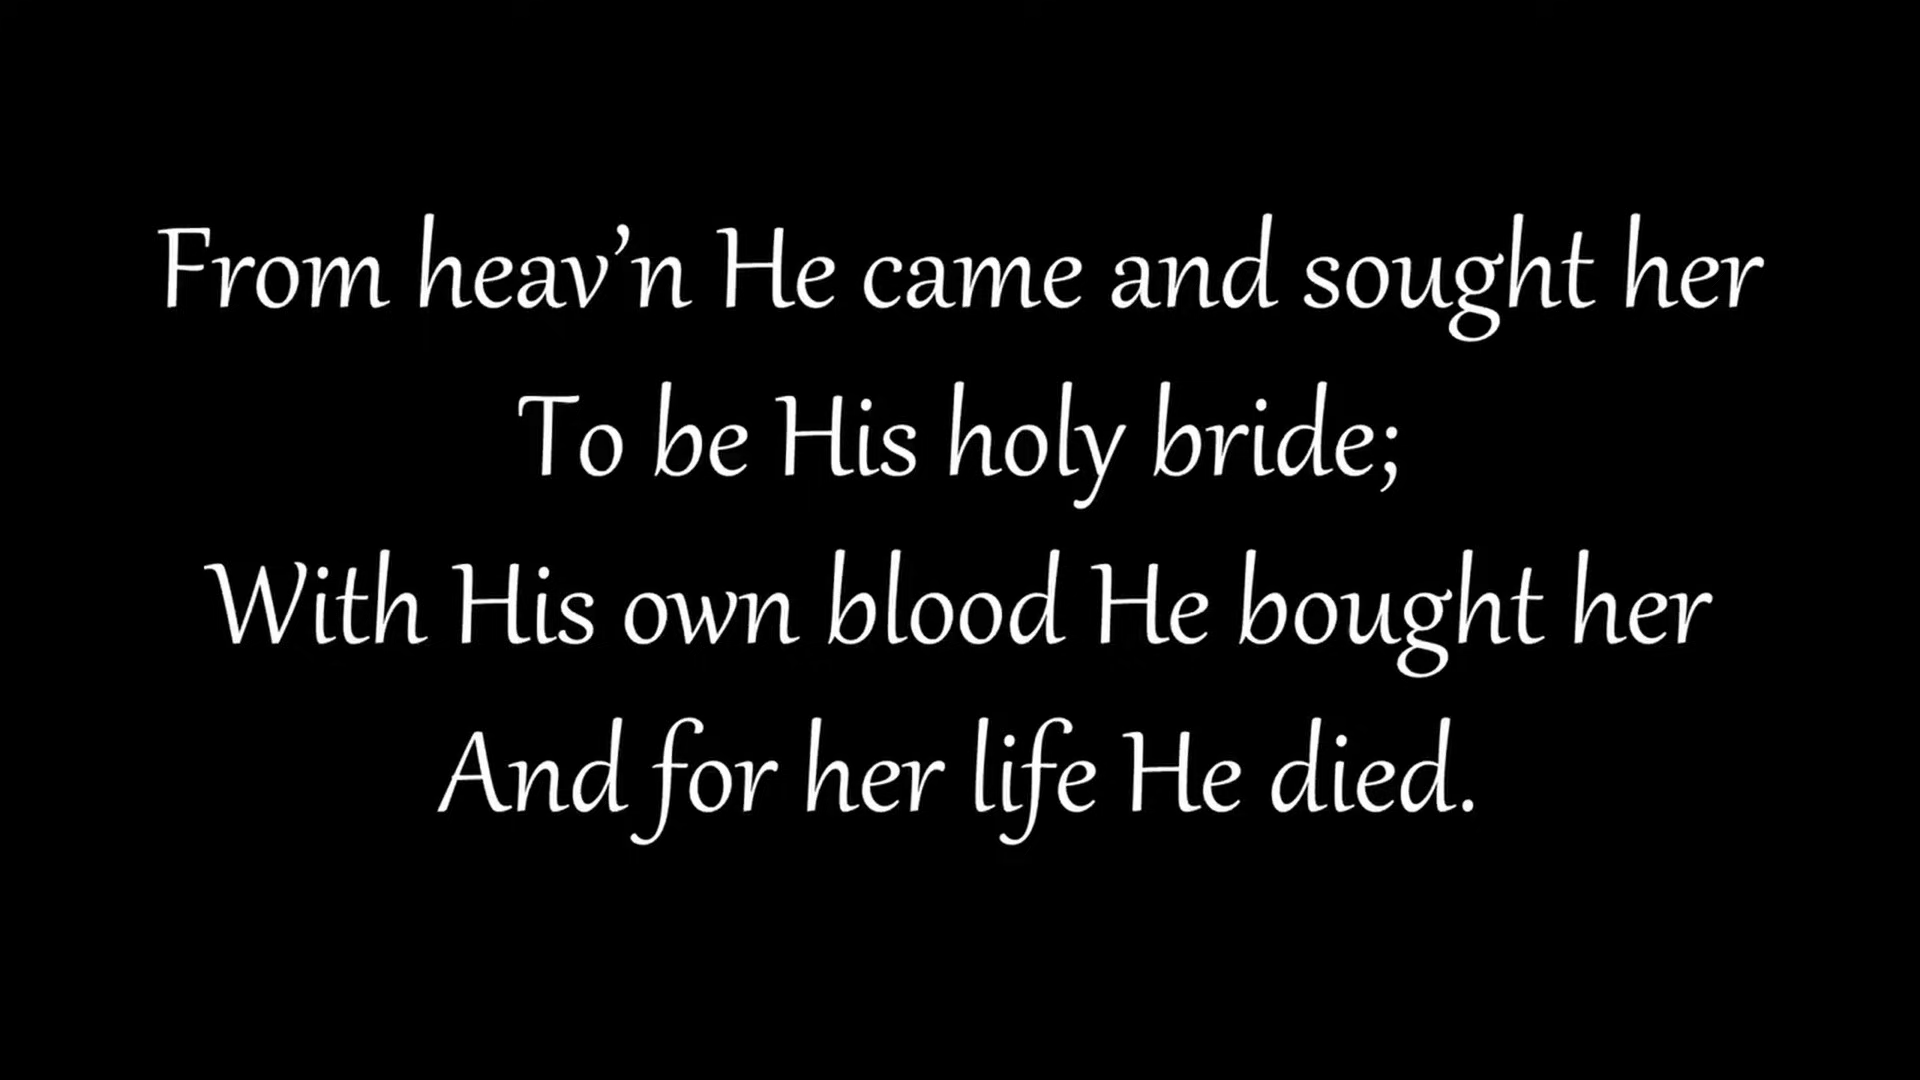 From heav’n He came and sought her
To be His holy bride;
With His own blood He bought her
And for her life He died.